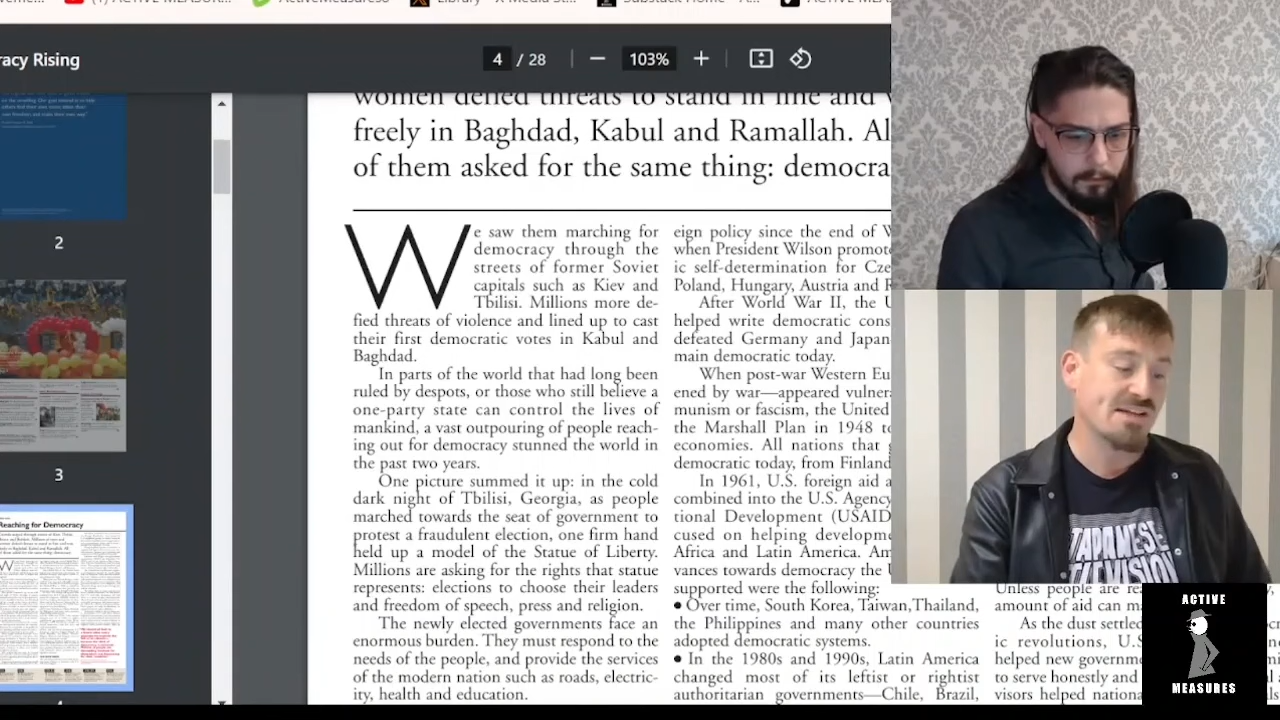 (1) ACTIVE MEASUR...
ActiveMeasures0
Library - X Media St...
Substack Home - A...
racy Rising
4 / 28
103%
2
3
Reaching for Democracy
freely in Baghdad, Kabul and Ramallah. Al
of them asked for the same thing: democra
We saw them marching for
democracy through the
streets of former Soviet
capitals such as Kiev and
Tbilisi. Millions more de-
fied threats of violence and lined up to cast
their first democratic votes in Kabul and
Baghdad.
In parts of the world that had long been
ruled by despots, or those who still believe a
one-party state can control the lives of
mankind, a vast outpouring of people reach-
ing out for democracy stunned the world in
the past two years.
One picture summed it up: in the cold
dark night of Tbilisi, Georgia, as people
marched towards the seat of government to
protest a fraudulent election, one firm hand
held up a model of the Statue of Liberty.
Millions are asking for the rights that statue
represents: elections to choose their leaders
and freedom of speech, press and religion.
The newly elected governments face an
enormous burden. They must respond to the
needs of the people, and provide the services
of the modern nation such as roads, electric-
ity, health and education.
eign policy since the end of W
when President Wilson promote
ic self-determination for Cze
Poland, Hungary, Austria and R
After World War II, the U
helped write democratic cons
defeated Germany and Japan
main democratic today.
When post-war Western Eu
ened by war—appeared vulner
munism or fascism, the United
the Marshall Plan in 1948 to
economies. All nations that
democratic today, from Finland
In 1961, U.S. foreign aid a
combined into the U.S. Agency
tional Development (USAID
cused on helping developm
Africa and Latin America. Am
vances towards democracy the U
supported were the following:
• Over time, South Korea, Taiwan, Thailand,
the Philippines and many other countries
adopted democratic systems.
• In the 1980s and 1990s, Latin America
changed most of its leftist or rightist
authoritarian governments—Chile, Brazil,
Unless people are rea
amount of aid can ma
As the dust settled
ic revolutions, U.S
helped new governme
to serve honestly and
visors helped nationa
JAPANESE
TELEVISION
ACTIVE
MEASURES